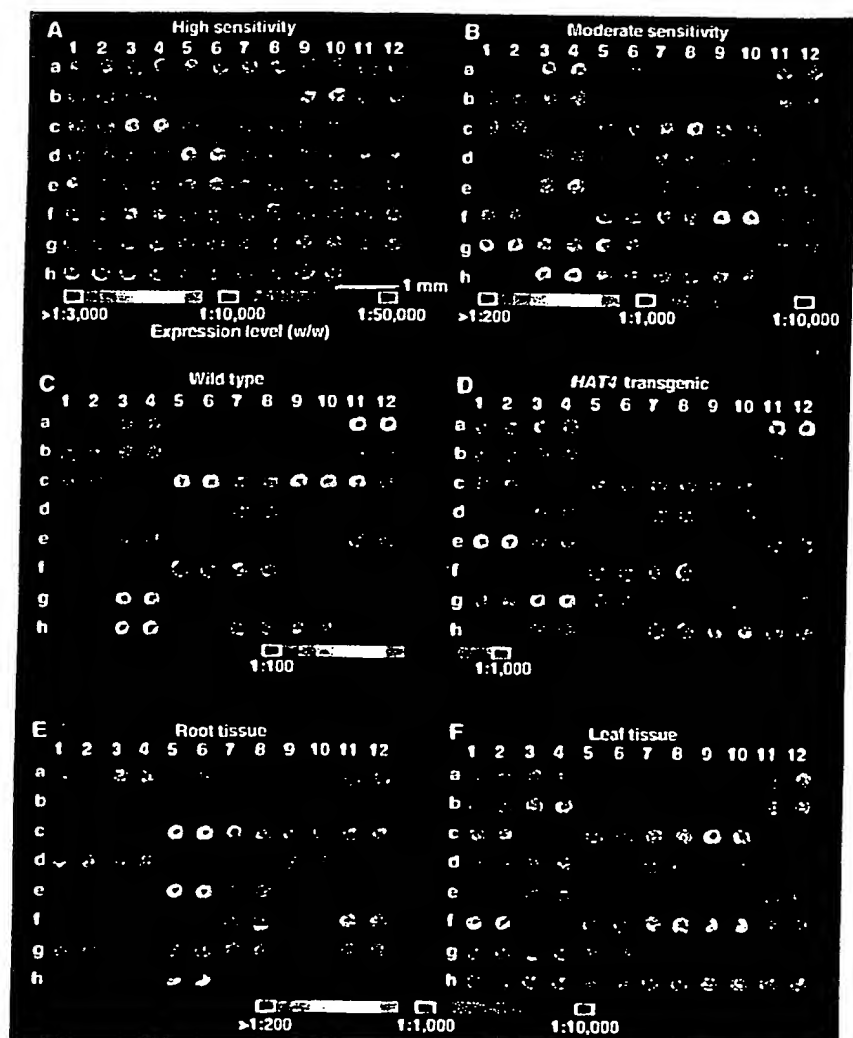 A High sensitivity
1 2 3 4 5 6 7 8 9 10 11 12
a
b
c
d
e
f
g
h
1 mm
>1:3,000 1:10,000 1:50,000
Expression level (w/w)
B Moderate sensitivity
1 2 3 4 5 6 7 8 9 10 11 12
a
b
c
d
e
f
g
h
>1:200 1:1,000 1:10,000
C Wild type
1 2 3 4 5 6 7 8 9 10 11 12
a
b
c
d
e
f
g
h
1:100
D HAT4 transgenic
1 2 3 4 5 6 7 8 9 10 11 12
a
b
c
d
e
f
g
h
1:1,000
E Root tissue
1 2 3 4 5 6 7 8 9 10 11 12
a
b
c
d
e
f
g
h
F Leaf tissue
1 2 3 4 5 6 7 8 9 10 11 12
a
b
c
d
e
f
g
h
>1:200 1:1,000 1:10,000